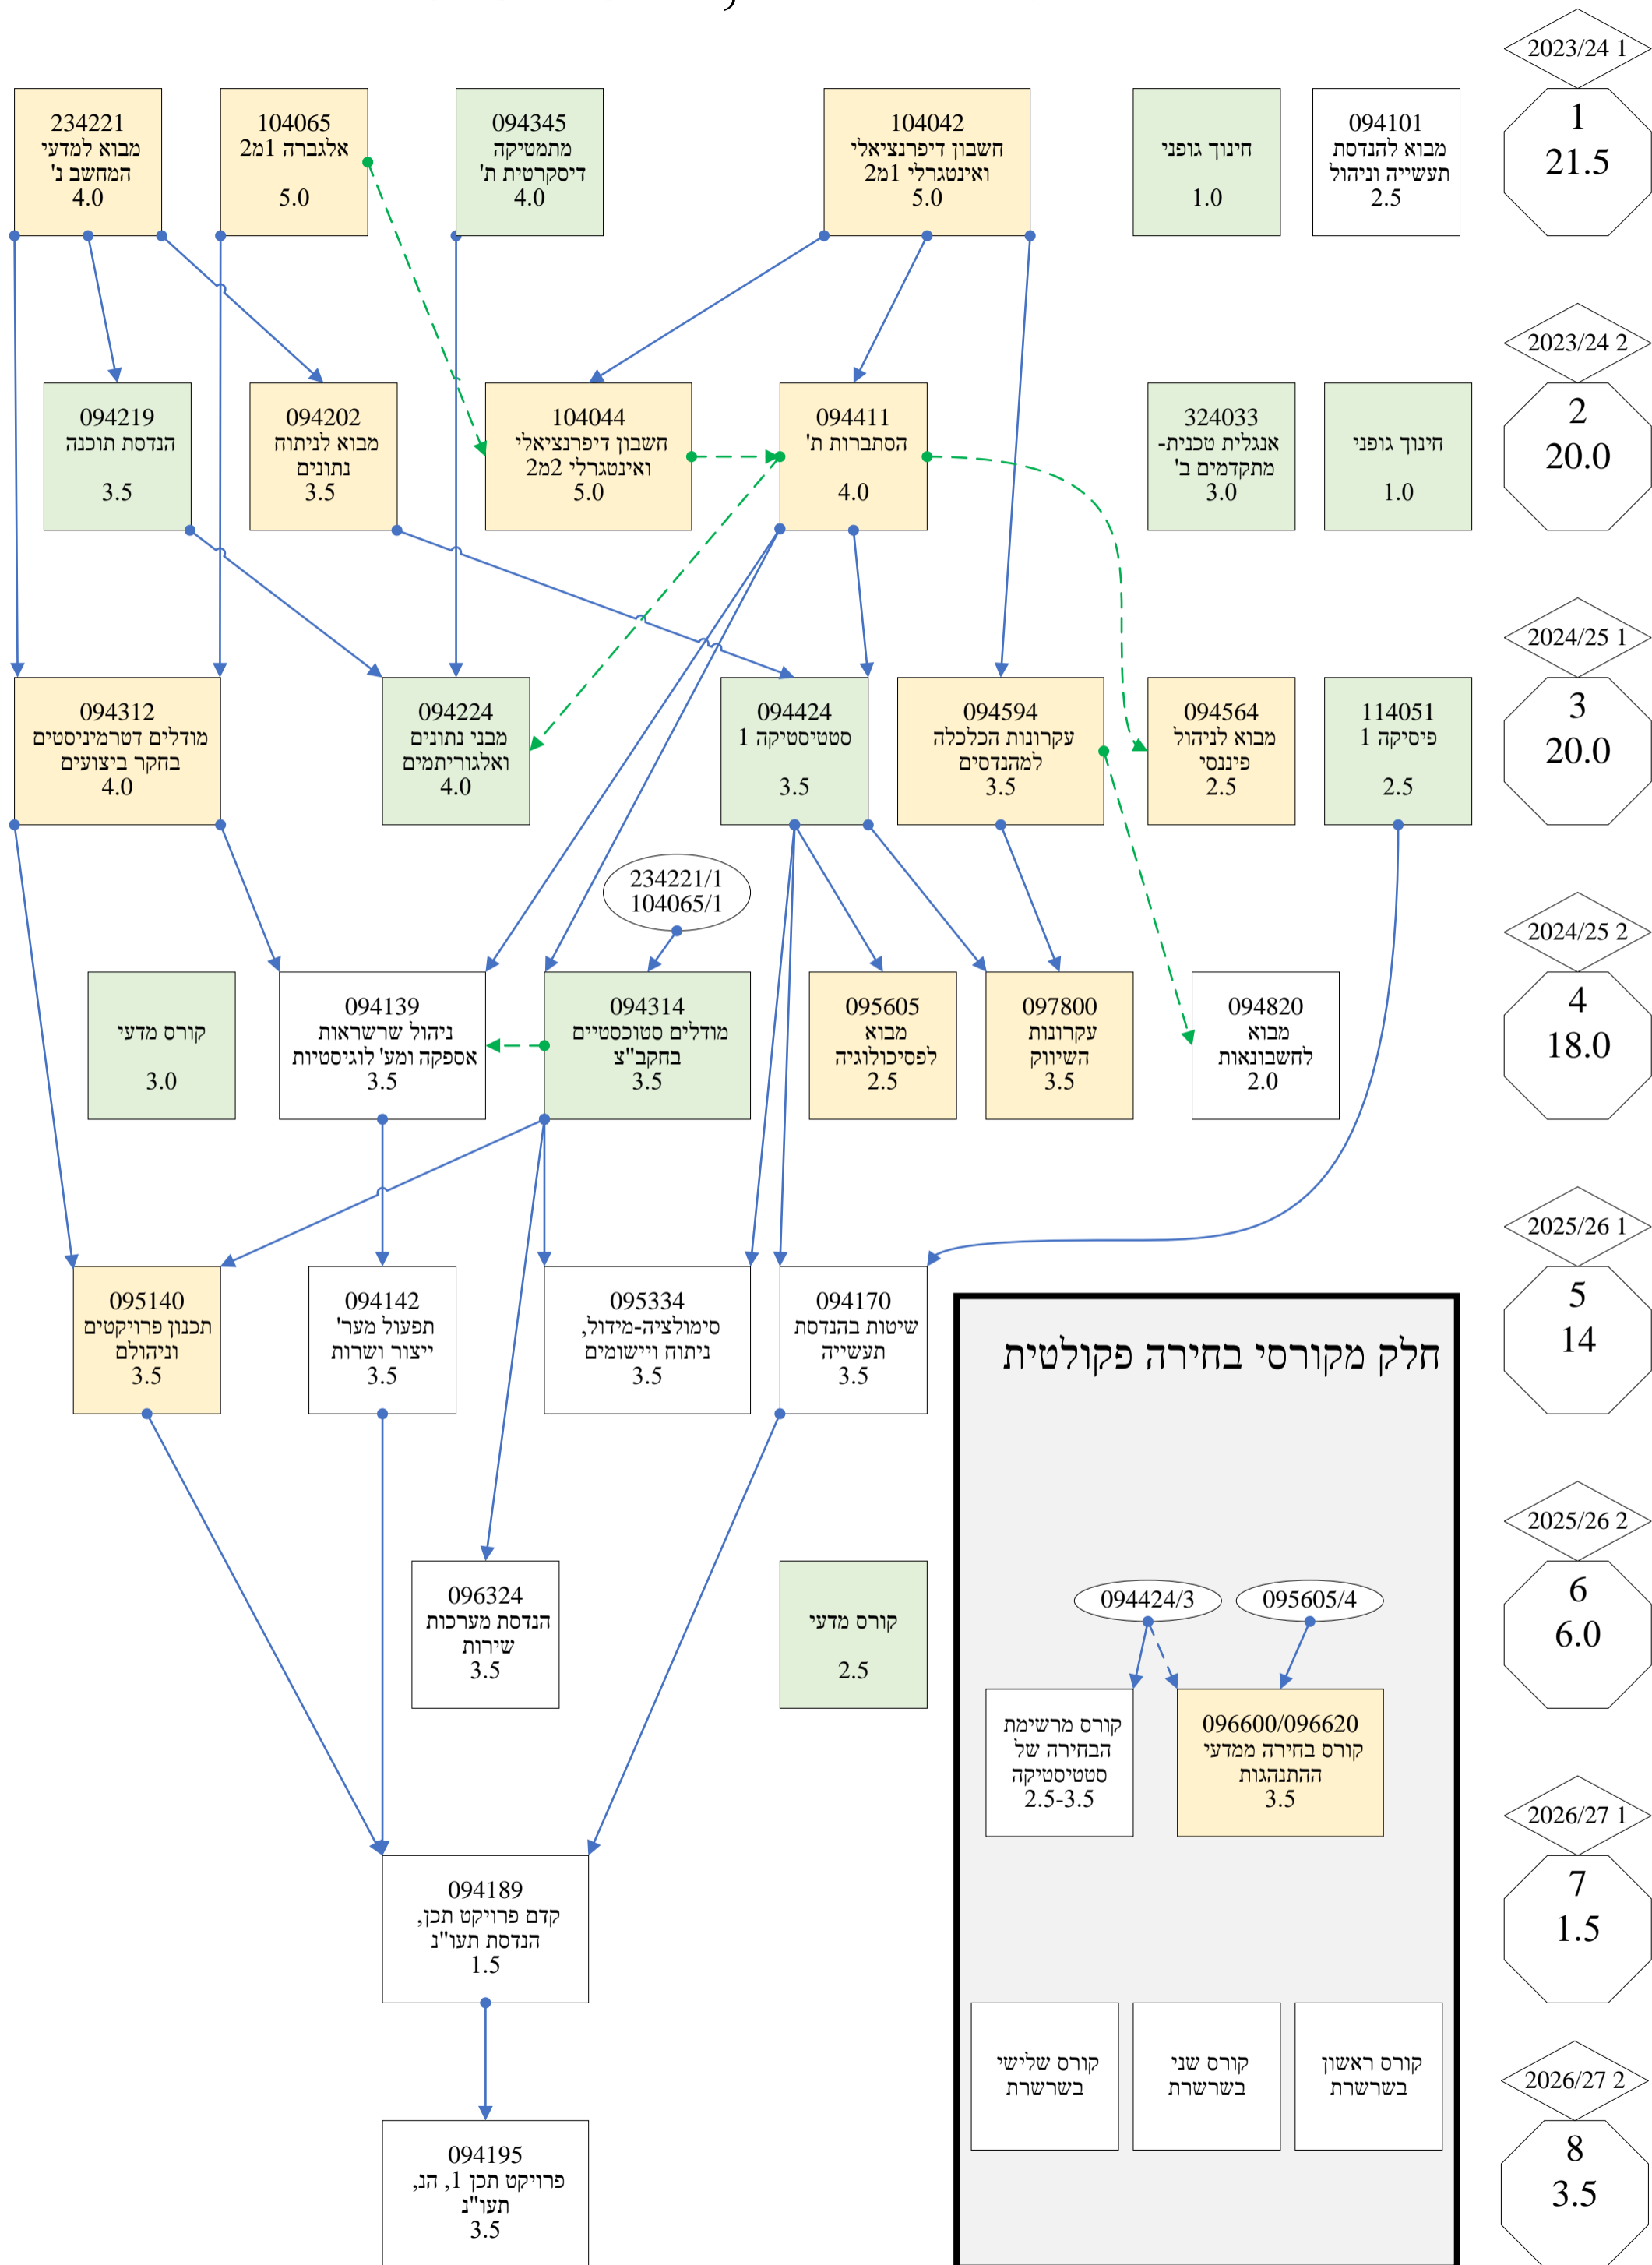 2023/24 1
1
21.5
234221
מבוא למדעי
המחשב נ'
4.0
104065
אלגברה 1מ2
5.0
094345
מתמטיקה
דיסקרטית ת'
4.0
104042
חשבון דיפרנציאלי
ואינטגרלי 1מ2
5.0
חינוך גופני
1.0
094101
מבוא להנדסת
תעשייה וניהול
2.5
2023/24 2
2
20.0
094219
הנדסת תוכנה
3.5
094202
מבוא לניתוח
נתונים
3.5
104044
חשבון דיפרנציאלי
ואינטגרלי 2מ2
5.0
094411
הסתברות ת'
4.0
324033
אנגלית טכנית-
מתקדמים ב'
3.0
חינוך גופני
1.0
2024/25 1
3
20.0
094312
מודלים דטרמיניסטים
בחקר ביצועים
4.0
094224
מבני נתונים
ואלגוריתמים
4.0
094424
סטטיסטיקה 1
3.5
094594
עקרונות הכלכלה
למהנדסים
3.5
094564
מבוא לניהול
פיננסי
2.5
114051
פיסיקה 1
2.5
234221/1
104065/1
2024/25 2
4
18.0
קורס מדעי
3.0
094139
ניהול שרשראות
אספקה ומע' לוגיסטיות
3.5
094314
מודלים סטוכסטיים
בחקב"צ
3.5
095605
מבוא
לפסיכולוגיה
2.5
097800
עקרונות
השיווק
3.5
094820
מבוא
לחשבונאות
2.0
2025/26 1
5
14
095140
תכנון פרויקטים
וניהולם
3.5
094142
תפעול מער'
ייצור ושרות
3.5
095334
סימולציה-מידול,
ניתוח ויישומים
3.5
094170
שיטות בהנדסת
תעשייה
3.5
חלק מקורסי בחירה פקולטית
2025/26 2
6
6.0
096324
הנדסת מערכות
שירות
3.5
קורס מדעי
2.5
094424/3
095605/4
קורס מרשימת
הבחירה של
סטטיסטיקה
2.5-3.5
096600/096620
קורס בחירה ממדעי
ההתנהגות
3.5
2026/27 1
7
1.5
094189
קדם פרויקט תכן,
הנדסת תעו"נ
1.5
קורס ראשון
בשרשרת
קורס שני
בשרשרת
קורס שלישי
בשרשרת
2026/27 2
8
3.5
094195
פרויקט תכן 1, הנ,
תעו"נ
3.5